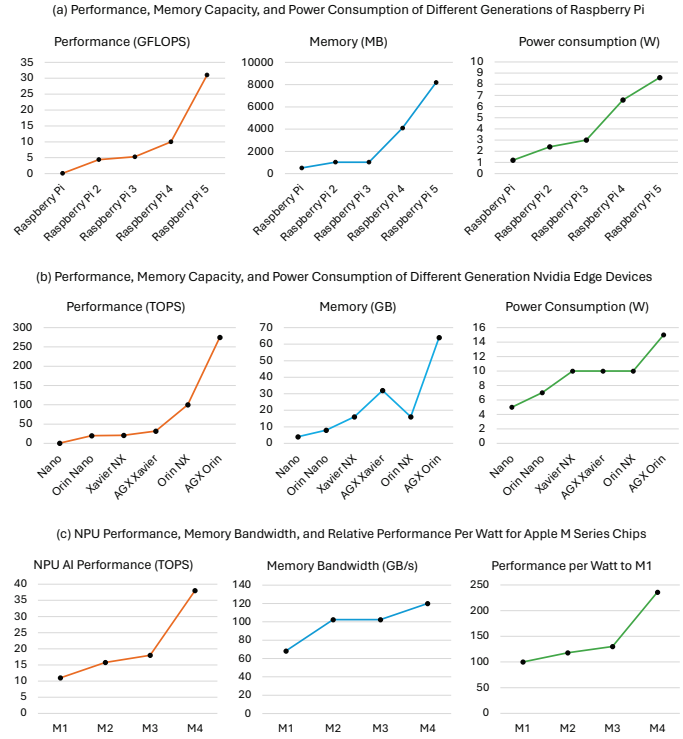 (a) Performance, Memory Capacity, and Power Consumption of Different Generations of Raspberry Pi
Performance (GFLOPS)
35
30
25
20
15
10
5
0
Raspberry Pi
Raspberry Pi 2
Raspberry Pi 3
Raspberry Pi 4
Raspberry Pi 5
Memory (MB)
10000
8000
6000
4000
2000
0
Raspberry Pi
Raspberry Pi 2
Raspberry Pi 3
Raspberry Pi 4
Raspberry Pi 5
Power consumption (W)
10
9
8
7
6
5
4
3
2
1
0
Raspberry Pi
Raspberry Pi 2
Raspberry Pi 3
Raspberry Pi 4
Raspberry Pi 5
(b) Performance, Memory Capacity, and Power Consumption of Different Generation Nvidia Edge Devices
Performance (TOPS)
300
250
200
150
100
50
0
Nano
Orin Nano
Xavier NX
AGX Xavier
Orin NX
AGX Orin
Memory (GB)
70
60
50
40
30
20
10
0
Nano
Orin Nano
Xavier NX
AGX Xavier
Orin NX
AGX Orin
Power Consumption (W)
16
14
12
10
8
6
4
2
0
Nano
Orin Nano
Xavier NX
AGX Xavier
Orin NX
AGX Orin
(c) NPU Performance, Memory Bandwidth, and Relative Performance Per Watt for Apple M Series Chips
NPU AI Performance (TOPS)
40
35
30
25
20
15
10
5
0
M1 M2 M3 M4
Memory Bandwidth (GB/s)
140
120
100
80
60
40
20
0
M1 M2 M3 M4
Performance per Watt to M1
250
200
150
100
50
0
M1 M2 M3 M4